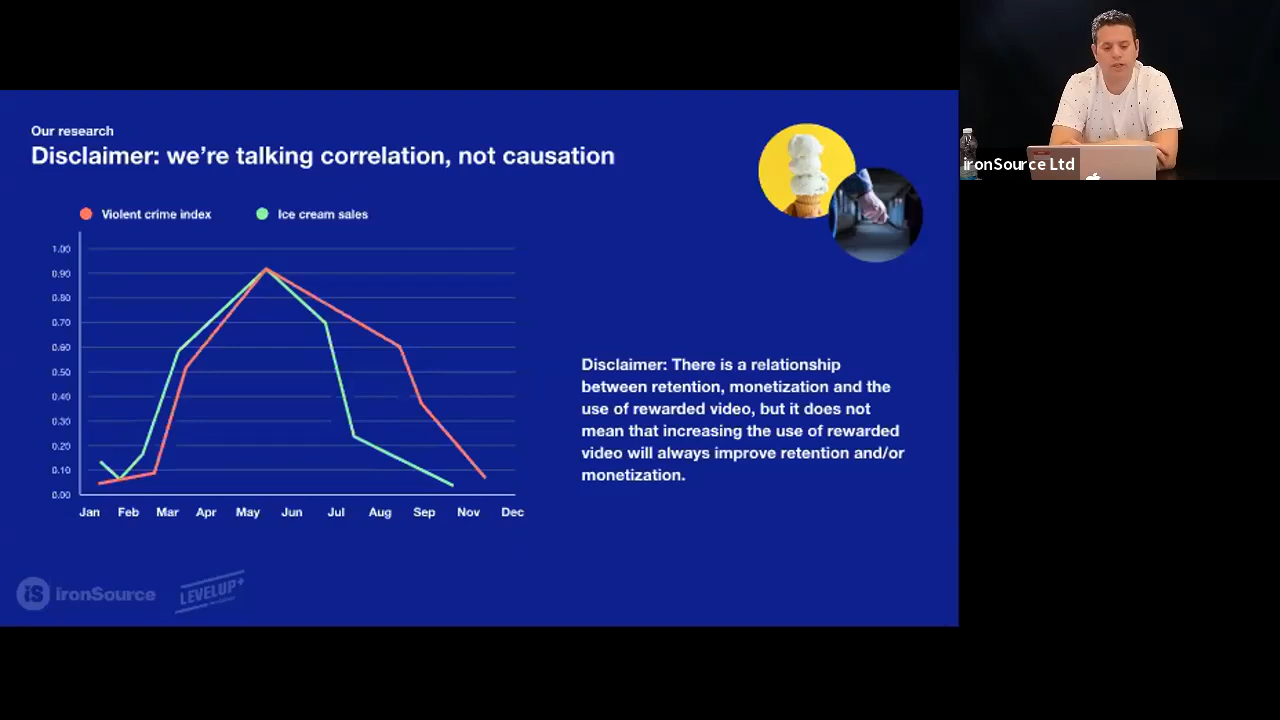 Our research
Disclaimer: we're talking correlation, not causation
Violent crime index
Ice cream sales
1.00
0.90
0.80
0.70
0.60
0.50
0.40
0.30
0.20
0.10
0.00
Jan Feb Mar Apr May Jun Jul Aug Sep Nov Dec
Disclaimer: There is a relationship
between retention, monetization and the
use of rewarded video, but it does not
mean that increasing the use of rewarded
video will always improve retention and/or
monetization.
iS ironSource
LEVELUP+
ironSource Ltd